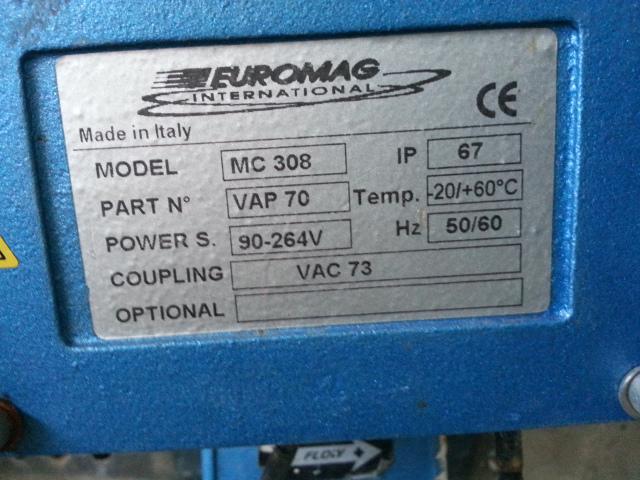 EUROMAG
INTERNATIONAL
CE
Made in Italy
MODEL MC 308 IP 67
PART N° VAP 70 Temp. -20/+60°C
POWER S. 90-264V Hz 50/60
COUPLING VAC 73
OPTIONAL
FLOW +